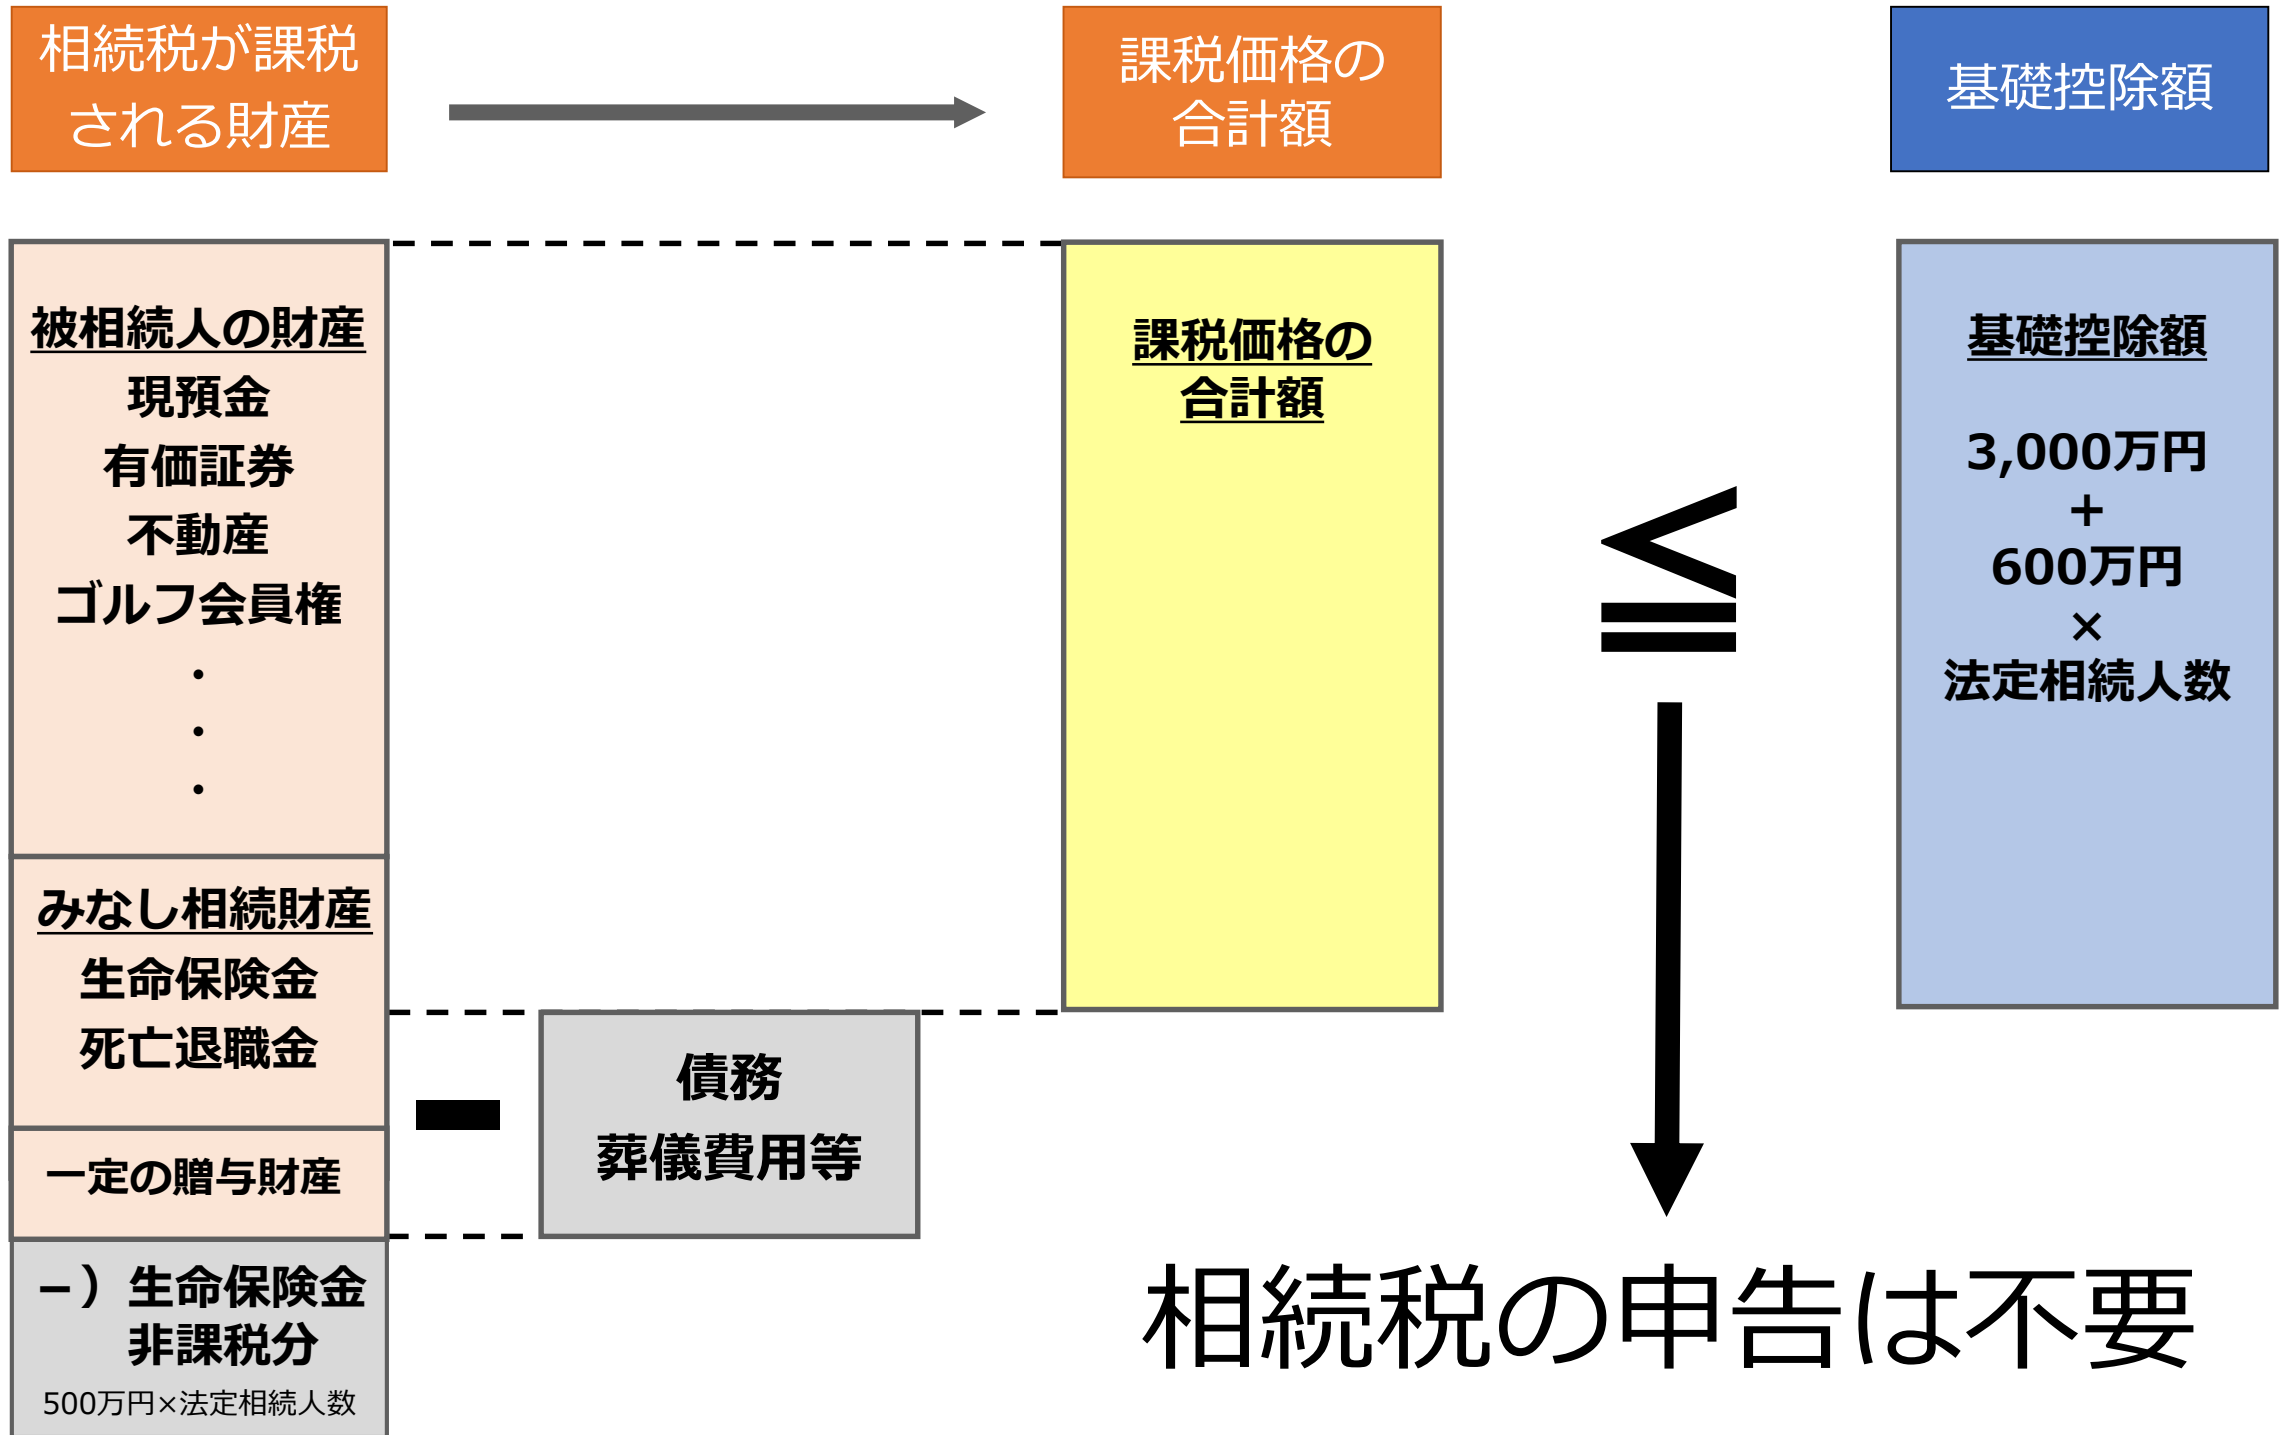 相続税が課税
される財産
課税価格の
合計額
基礎控除額
被相続人の財産
現預金
有価証券
不動産
ゴルフ会員権
・
・
・
みなし相続財産
生命保険金
死亡退職金
一定の贈与財産
－）生命保険金
非課税分
500万円×法定相続人数
ー
債務
葬儀費用等
課税価格の
合計額
≦
基礎控除額
3,000万円
＋
600万円
×
法定相続人数
相続税の申告は不要